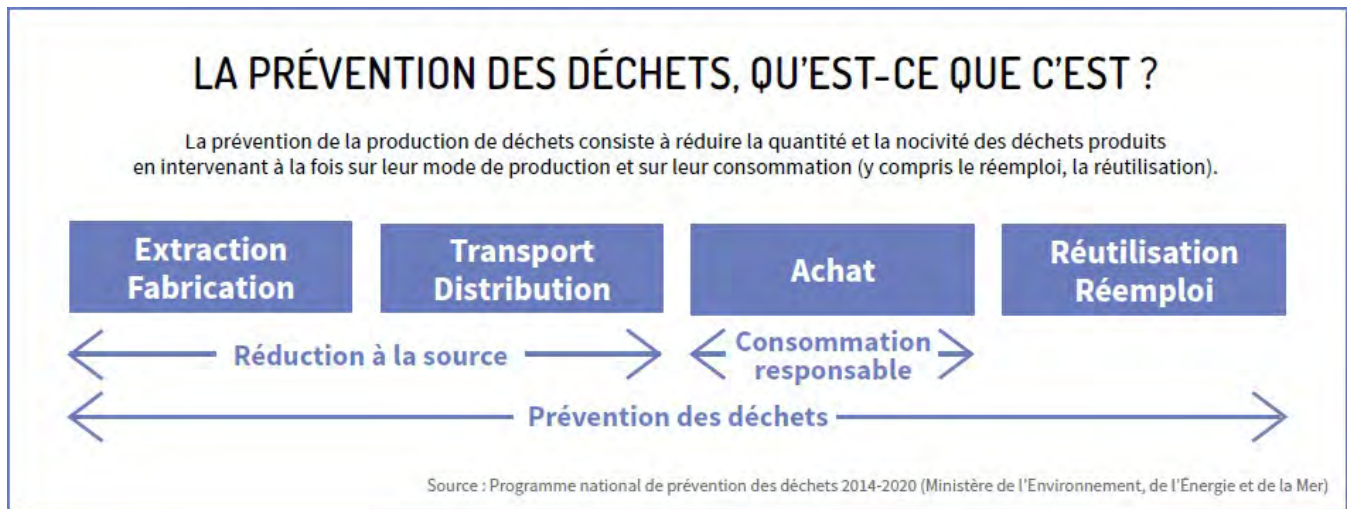 LA PRÉVENTION DES DÉCHETS, QU'EST-CE QUE C'EST ?
La prévention de la production de déchets consiste à réduire la quantité et la nocivité des déchets produits
en intervenant à la fois sur leur mode de production et sur leur consommation (y compris le réemploi, la réutilisation).
Extraction
Fabrication
Transport
Distribution
Achat
Réutilisation
Réemploi
Réduction à la source
Consommation
responsable
Prévention des déchets
Source : Programme national de prévention des déchets 2014-2020 (Ministère de l'Environnement, de l'Énergie et de la Mer)